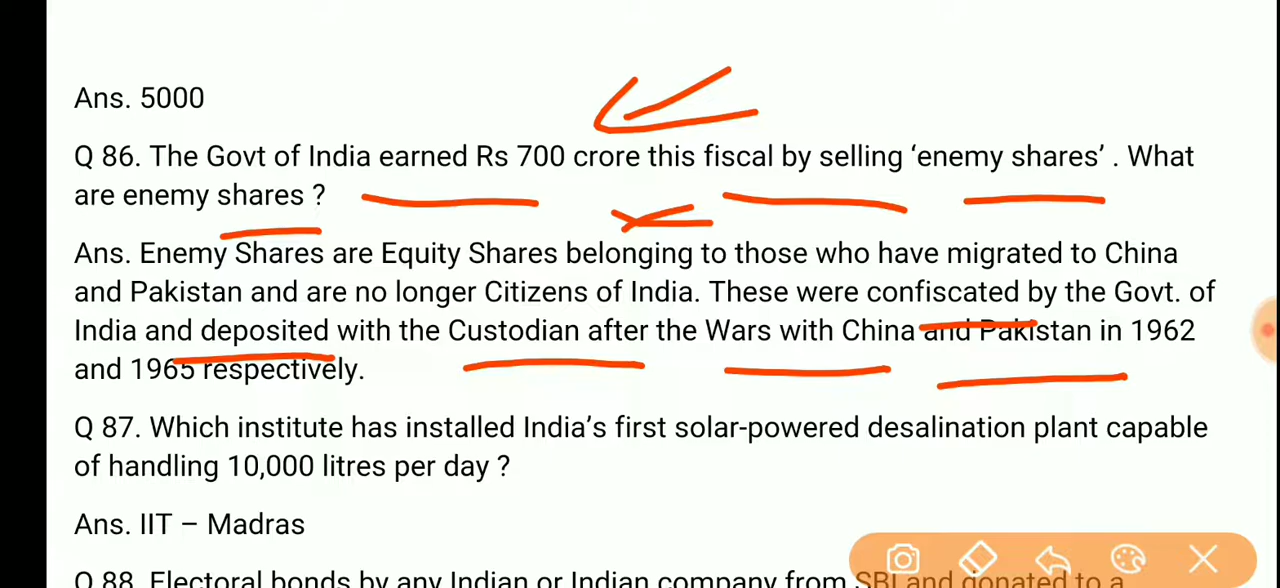 Ans. 5000
Q 86. The Govt of India earned Rs 700 crore this fiscal by selling ‘enemy shares’ . What
are enemy shares ?
Ans. Enemy Shares are Equity Shares belonging to those who have migrated to China
and Pakistan and are no longer Citizens of India. These were confiscated by the Govt. of
India and deposited with the Custodian after the Wars with China and Pakistan in 1962
and 1965 respectively.
Q 87. Which institute has installed India’s first solar-powered desalination plant capable
of handling 10,000 litres per day ?
Ans. IIT – Madras
Q 88. Electoral bonds by any Indian or Indian company from SBI and donated to a